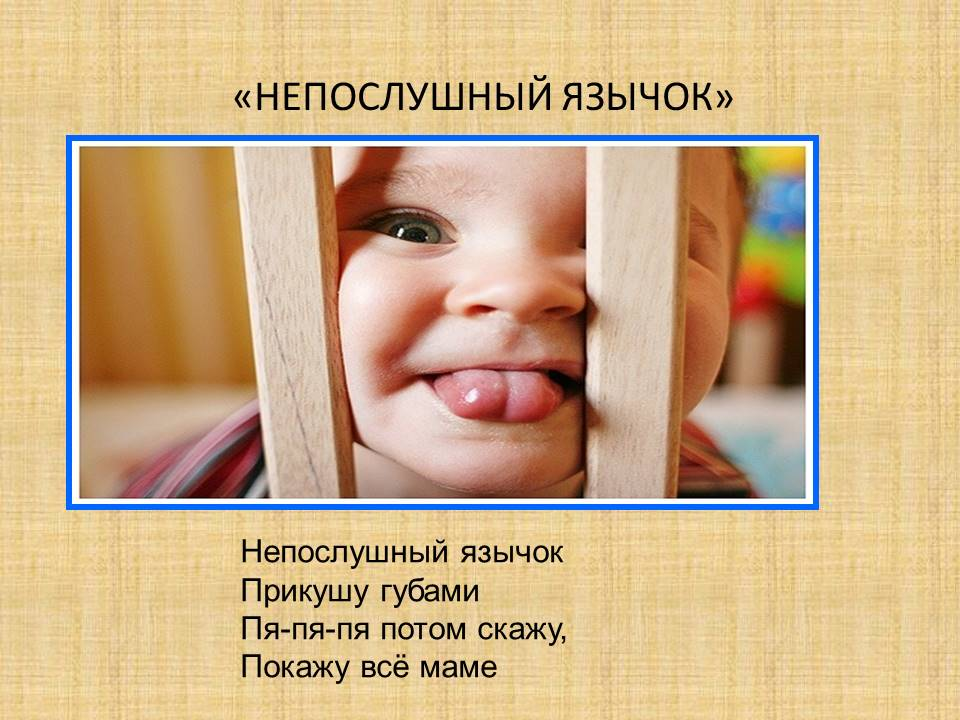 «НЕПОСЛУШНЫЙ ЯЗЫЧОК»
Непослушный язычок
Прикушу губами
Пя-пя-пя потом скажу,
Покажу всё маме